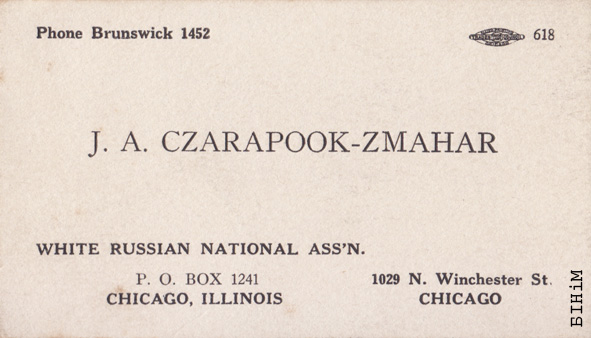 Phone Brunswick 1452
618
J. A. CZARAPOOK-ZMAHAR
WHITE RUSSIAN NATIONAL ASS'N.
P. O. BOX 1241
CHICAGO, ILLINOIS
1029 N. Winchester St.
CHICAGO
BIHiM